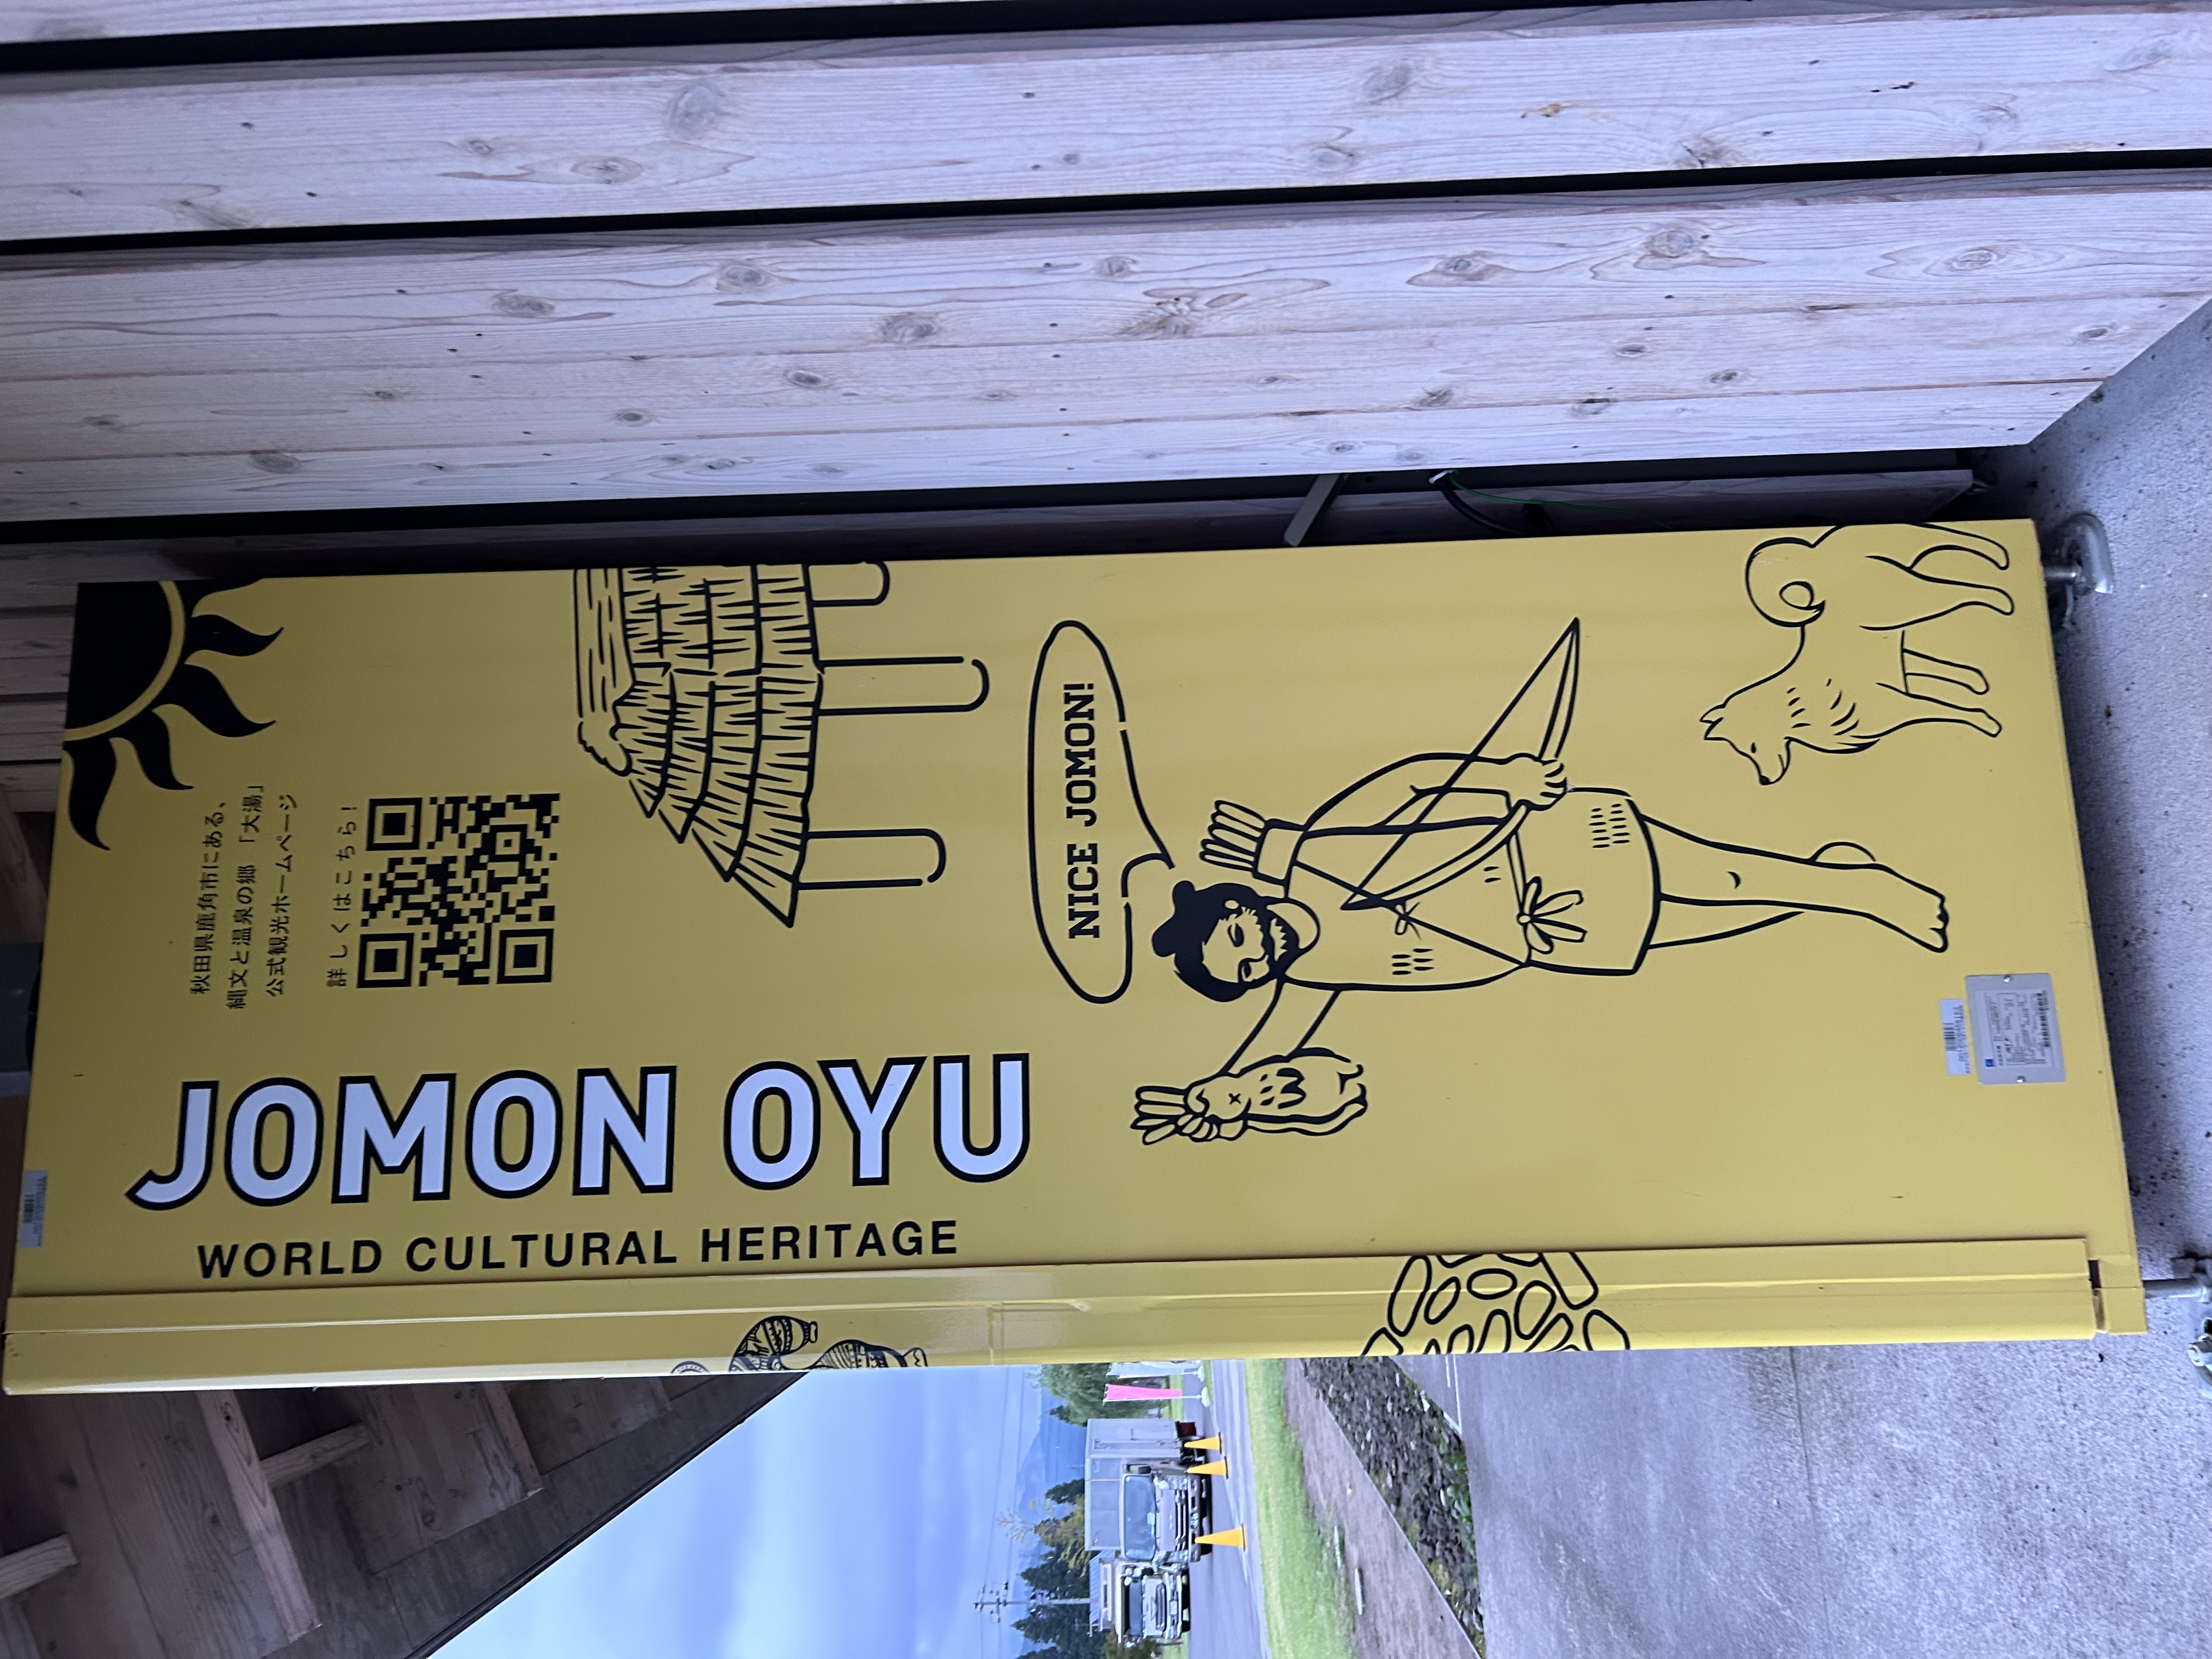 WORLD CULTURAL HERITAGE
JOMON OYU
秋田県鹿角市にある、
縄文と温泉の郷 「大湯」
公式観光ホームページ
詳しくはこちら！
NICE JOMON!